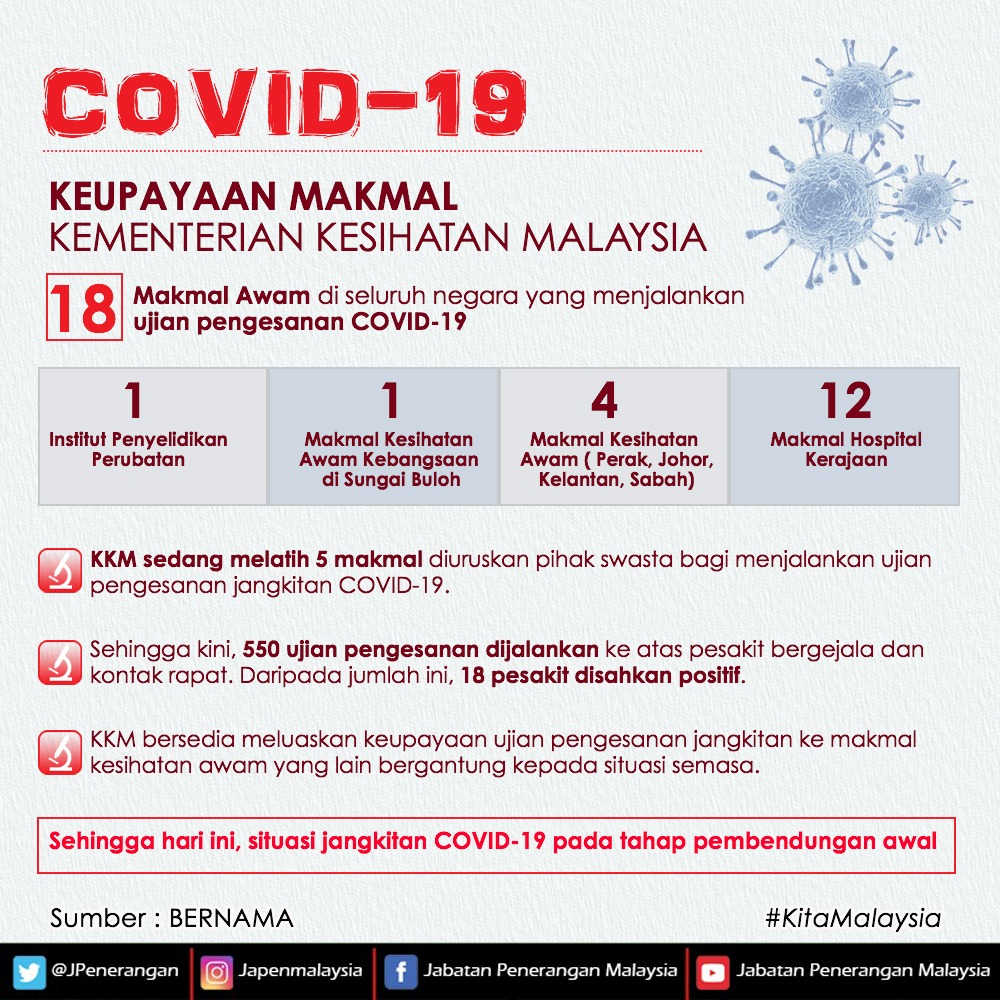 COVID-19
KEUPAYAAN MAKMAL
KEMENTERIAN KESIHATAN MALAYSIA
18
Makmal Awam di seluruh negara yang menjalankan
ujian pengesanan COVID-19
1
Institut Penyelidikan
Perubatan
1
Makmal Kesihatan
Awam Kebangsaan
di Sungai Buloh
4
Makmal Kesihatan
Awam ( Perak, Johor,
Kelantan, Sabah)
12
Makmal Hospital
Kerajaan
KKM sedang melatih 5 makmal diuruskan pihak swasta bagi menjalankan ujian
pengesanan jangkitan COVID-19.
Sehingga kini, 550 ujian pengesanan dijalankan ke atas pesakit bergejala dan
kontak rapat. Daripada jumlah ini, 18 pesakit disahkan positif.
KKM bersedia meluaskan keupayaan ujian pengesanan jangkitan ke makmal
kesihatan awam yang lain bergantung kepada situasi semasa.
Sehingga hari ini, situasi jangkitan COVID-19 pada tahap pembendungan awal
Sumber : BERNAMA
#KitaMalaysia
@JPenerangan
Japenmalaysia
Jabatan Penerangan Malaysia
Jabatan Penerangan Malaysia